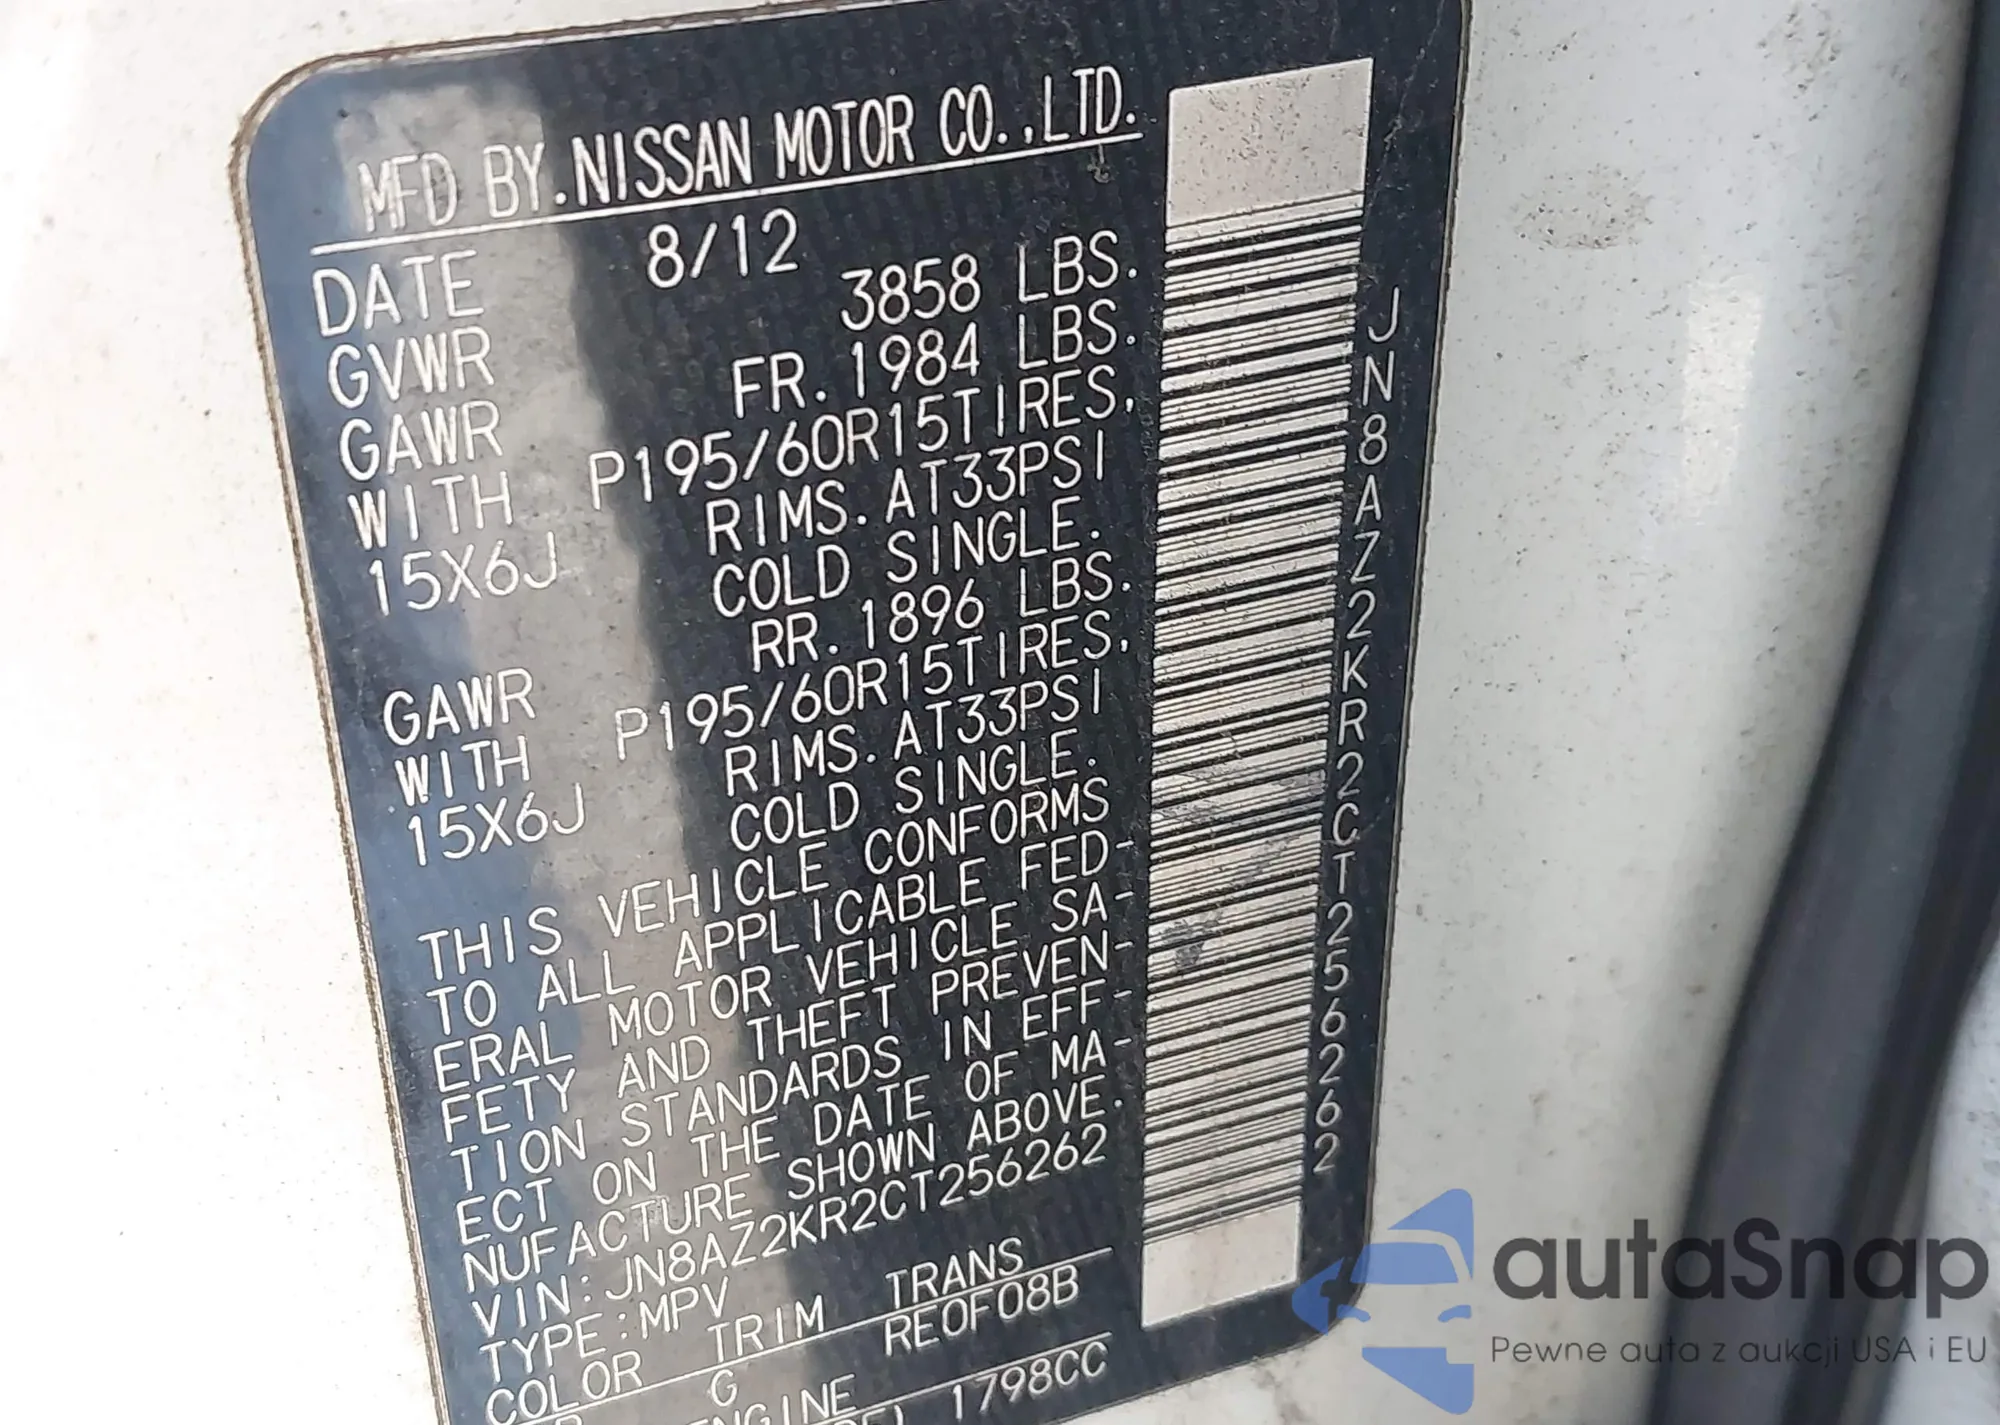 MFD BY.NISSAN MOTOR CO.,LTD.
DATE 8/12
GVWR 3858 LBS.
GAWR FR. 1984 LBS.
WITH P195/60R15TIRES,
15X6J RIMS. AT33PSI
COLD SINGLE.
GAWR RR. 1896 LBS.
WITH P195/60R15TIRES,
15X6J RIMS. AT33PSI
COLD SINGLE.
THIS VEHICLE CONFORMS
TO ALL APPLICABLE FED-
ERAL MOTOR VEHICLE SA-
FETY AND THEFT PREVEN-
TION STANDARDS IN EFF-
ECT ON THE DATE OF MA-
NUFACTURE SHOWN ABOVE.
VIN:JN8AZ2KR2CT256262
TYPE:MPV
COLOR TRIM TRANS
G RE0F08B
ENGINE
1798CC
JN8AZ2KR2CT256262
autaSnap
Pewne auta z aukcji USA i EU